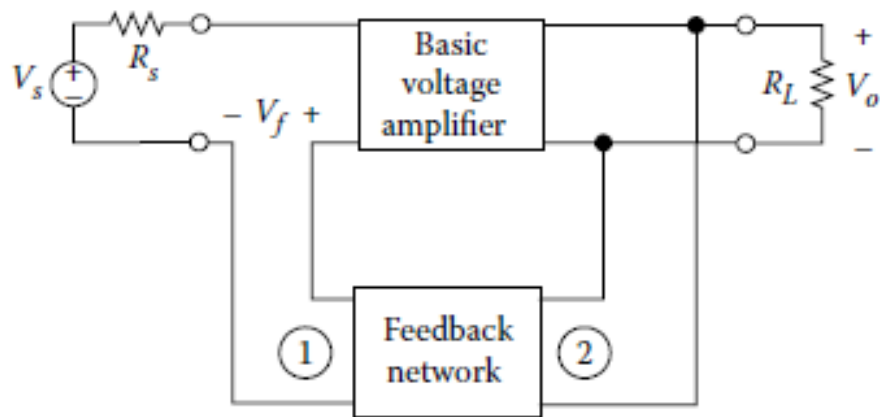 V_s
+
−
R_s
− V_f +
Basic
voltage
amplifier
R_L
+
V_o
−
1
Feedback
network
2